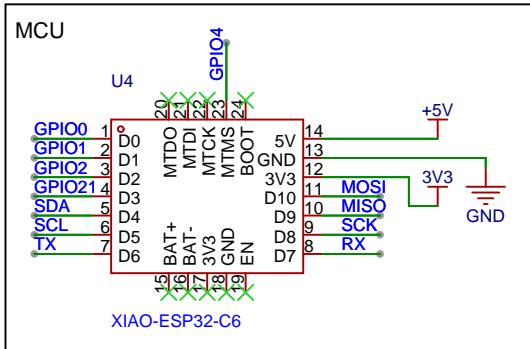 MCU
GPIO4
U4
20 21 22 23 24
MTDO MTDI MTCK MTMS BOOT
+5V
GPIO0 1 D0 5V 14
GPIO1 2 D1 GND 13
GPIO2 3 D2 3V3 12 3V3
GPIO21 4 D3 D10 11 MOSI
SDA 5 D4 D9 10 MISO
SCL 6 D5 D8 9 SCK
TX 7 D6 D7 8 RX
GND
BAT+ BAT- 3V3 GND EN
15 16 17 18 19
XIAO-ESP32-C6